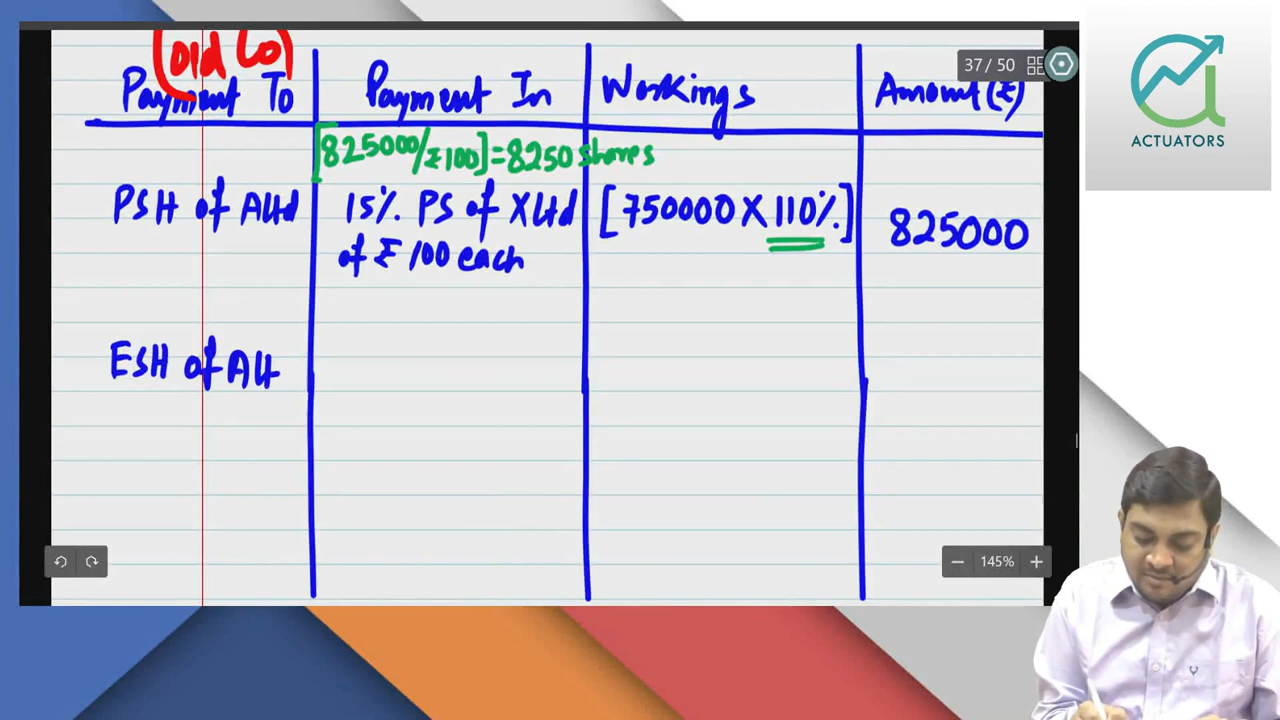 (Old Co)
37 / 50
Payment To Payment In Workings Amount (₹)
[825000/₹100] = 8250 shares
PSH of A Ltd 15% PS of X Ltd [750000 X 110%] 825000
of ₹ 100 each
ESH of A Lt
145%
ACTUATORS